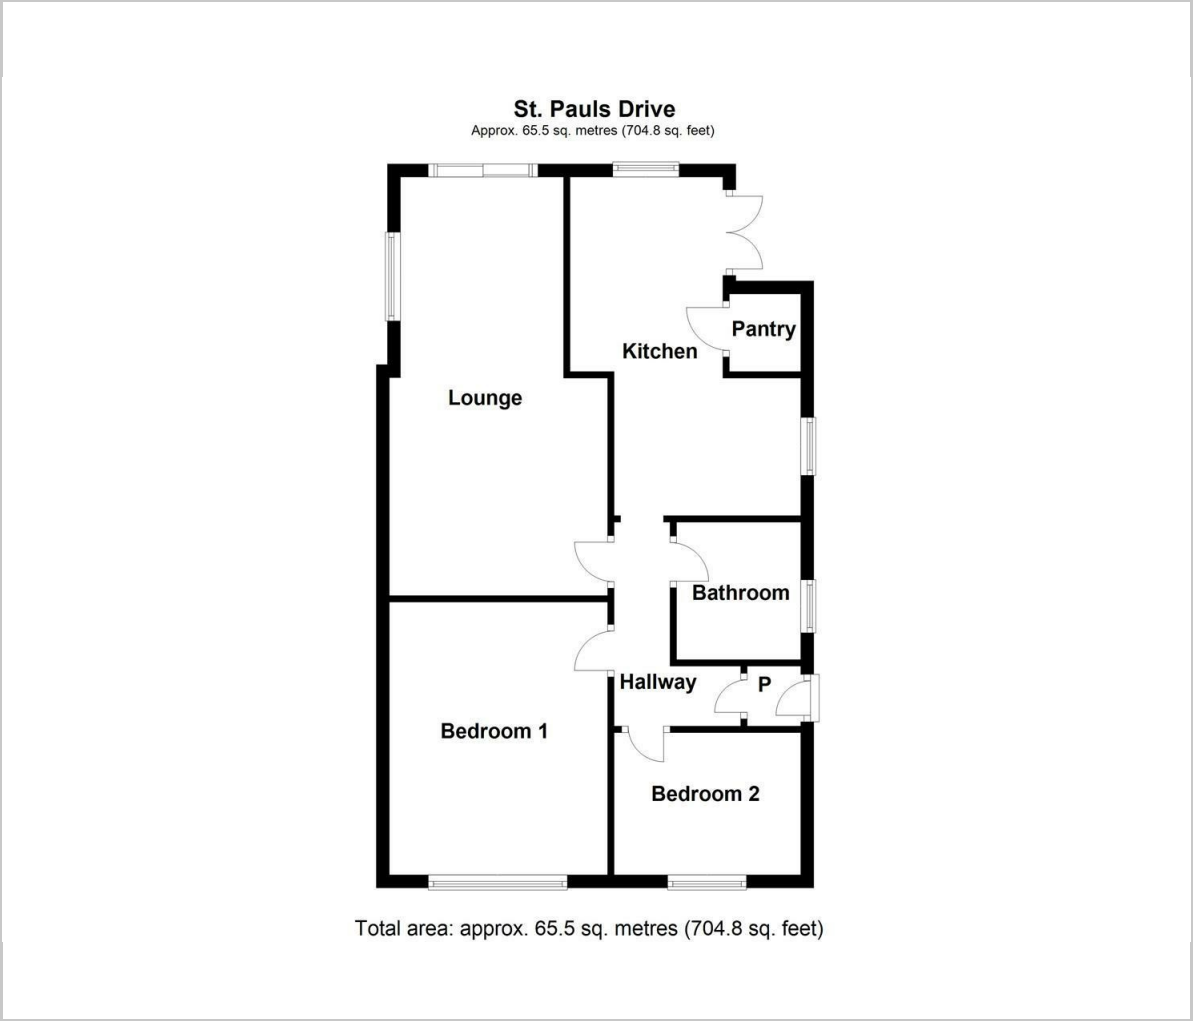 St. Pauls Drive
Approx. 65.5 sq. metres (704.8 sq. feet)
Pantry
Kitchen
Lounge
Bathroom
Hallway
P
Bedroom 1
Bedroom 2
Total area: approx. 65.5 sq. metres (704.8 sq. feet)